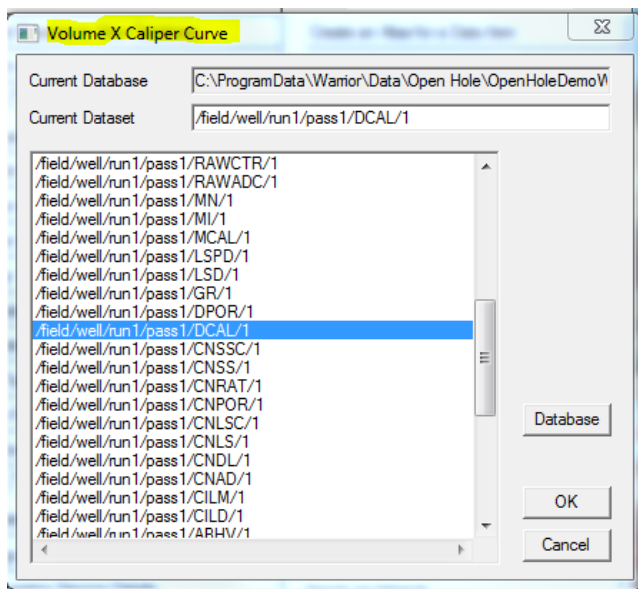 Volume X Caliper Curve
Current Database
C:\ProgramData\Warrior\Data\Open Hole\OpenHoleDemoW
Current Dataset
/field/well/run1/pass1/DCAL/1
/field/well/run1/pass1/RAWCTR/1
/field/well/run1/pass1/RAWADC/1
/field/well/run1/pass1/MN/1
/field/well/run1/pass1/MI/1
/field/well/run1/pass1/MCAL/1
/field/well/run1/pass1/LSPD/1
/field/well/run1/pass1/LSD/1
/field/well/run1/pass1/GR/1
/field/well/run1/pass1/DPOR/1
/field/well/run1/pass1/DCAL/1
/field/well/run1/pass1/CNSSC/1
/field/well/run1/pass1/CNSS/1
/field/well/run1/pass1/CNRAT/1
/field/well/run1/pass1/CNPOR/1
/field/well/run1/pass1/CNLSC/1
/field/well/run1/pass1/CNLS/1
/field/well/run1/pass1/CNDL/1
/field/well/run1/pass1/CNAD/1
/field/well/run1/pass1/CILM/1
/field/well/run1/pass1/CILD/1
/field/well/run1/pass1/ABHV/1
Database
OK
Cancel